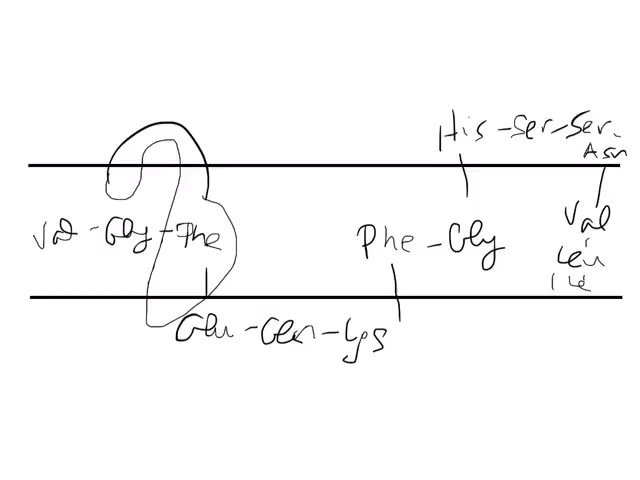 His-Ser-Ser-
Asn
Val-Gly-Phe
Phe-Gly
Val
Leu
Ile
Glu-Gln-Lys